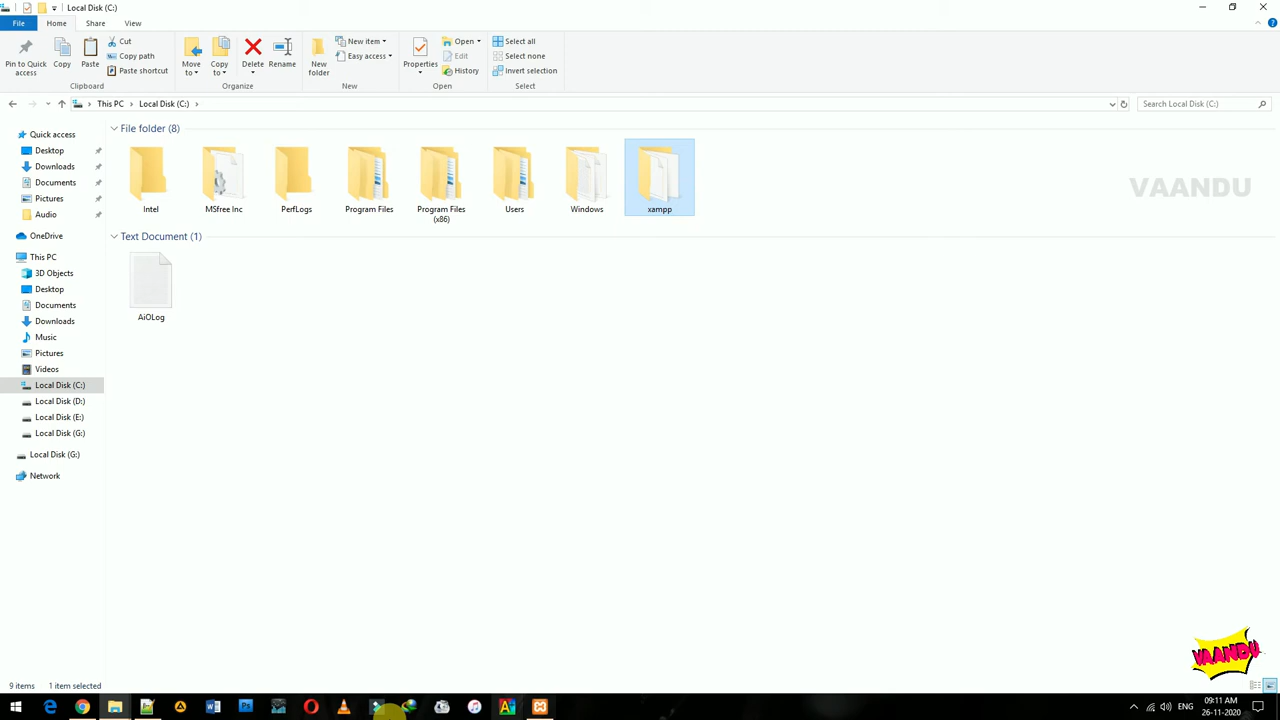 Local Disk (C:)
File
Home
Share
View
Pin to Quick access
Copy
Paste
Cut
Copy path
Paste shortcut
Clipboard
Move to
Copy to
Delete
Rename
Organize
New folder
New item
Easy access
New
Properties
Open
Edit
History
Open
Select all
Select none
Invert selection
Select
This PC
Local Disk (C:)
Search Local Disk (C:)
Quick access
Desktop
Downloads
Documents
Pictures
Audio
OneDrive
This PC
3D Objects
Desktop
Documents
Downloads
Music
Pictures
Videos
Local Disk (C:)
Local Disk (D:)
Local Disk (E:)
Local Disk (G:)
Local Disk (G:)
Network
File folder (8)
Intel
MSfree Inc
PerfLogs
Program Files
Program Files (x86)
Users
Windows
xampp
VAANDU
Text Document (1)
AiOLog
VAANDU
9 items
1 item selected
ENG
09:11 AM
26-11-2020